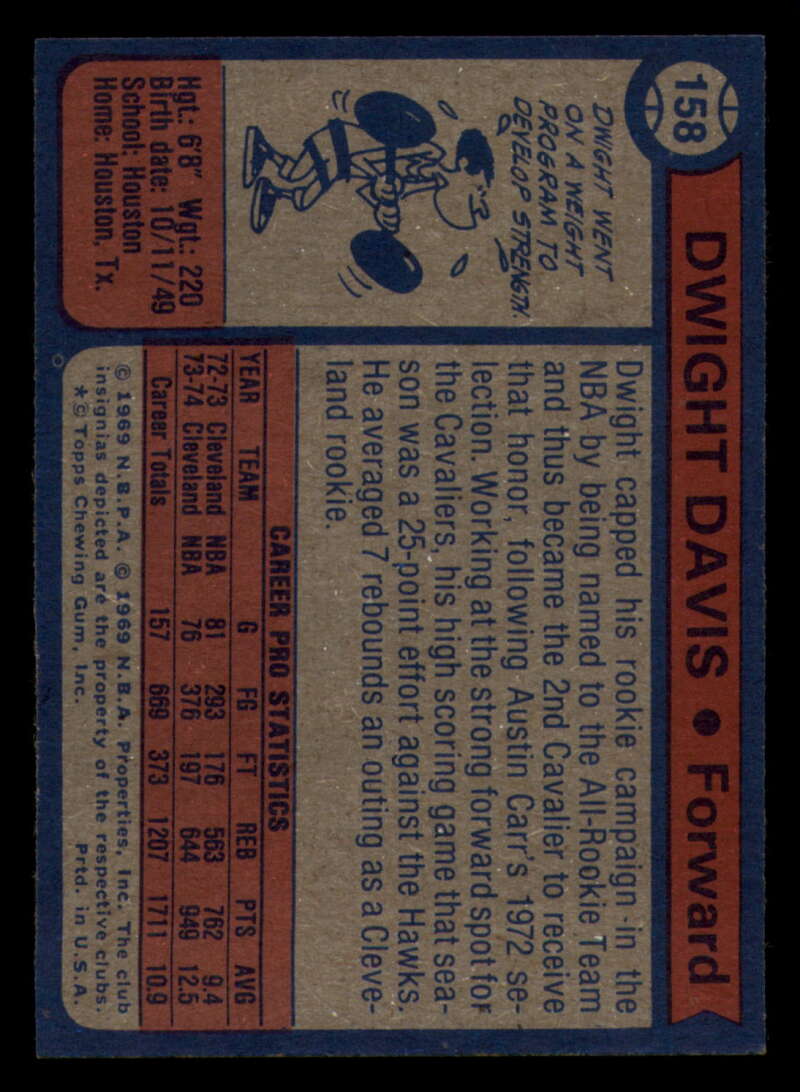 158
DWIGHT DAVIS • Forward
DWIGHT WENT
ON A WEIGHT
PROGRAM TO
DEVELOP STRENGTH.
Hgt.: 6'8" Wgt.: 220
Birth date: 10/11/49
School: Houston
Home: Houston, Tx.
Dwight capped his rookie campaign in the
NBA by being named to the All-Rookie Team
and thus became the 2nd Cavalier to receive
that honor, following Austin Carr's 1972 se-
lection. Working at the strong forward spot for
the Cavaliers, his high scoring game that sea-
son was a 25-point effort against the Hawks.
He averaged 7 rebounds an outing as a Cleve-
land rookie.
CAREER PRO STATISTICS
YEAR TEAM G FG FT REB PTS AVG
72-73 Cleveland NBA 81 293 176 563 762 9.4
73-74 Cleveland NBA 76 376 197 644 949 12.5
Career Totals 157 669 373 1207 1711 10.9
© 1969 N.B.P.A. © 1969 N.B.A. Properties, Inc. The club
insignias depicted are the property of the respective clubs.
*© Topps Chewing Gum, Inc. Prtd. in U.S.A.